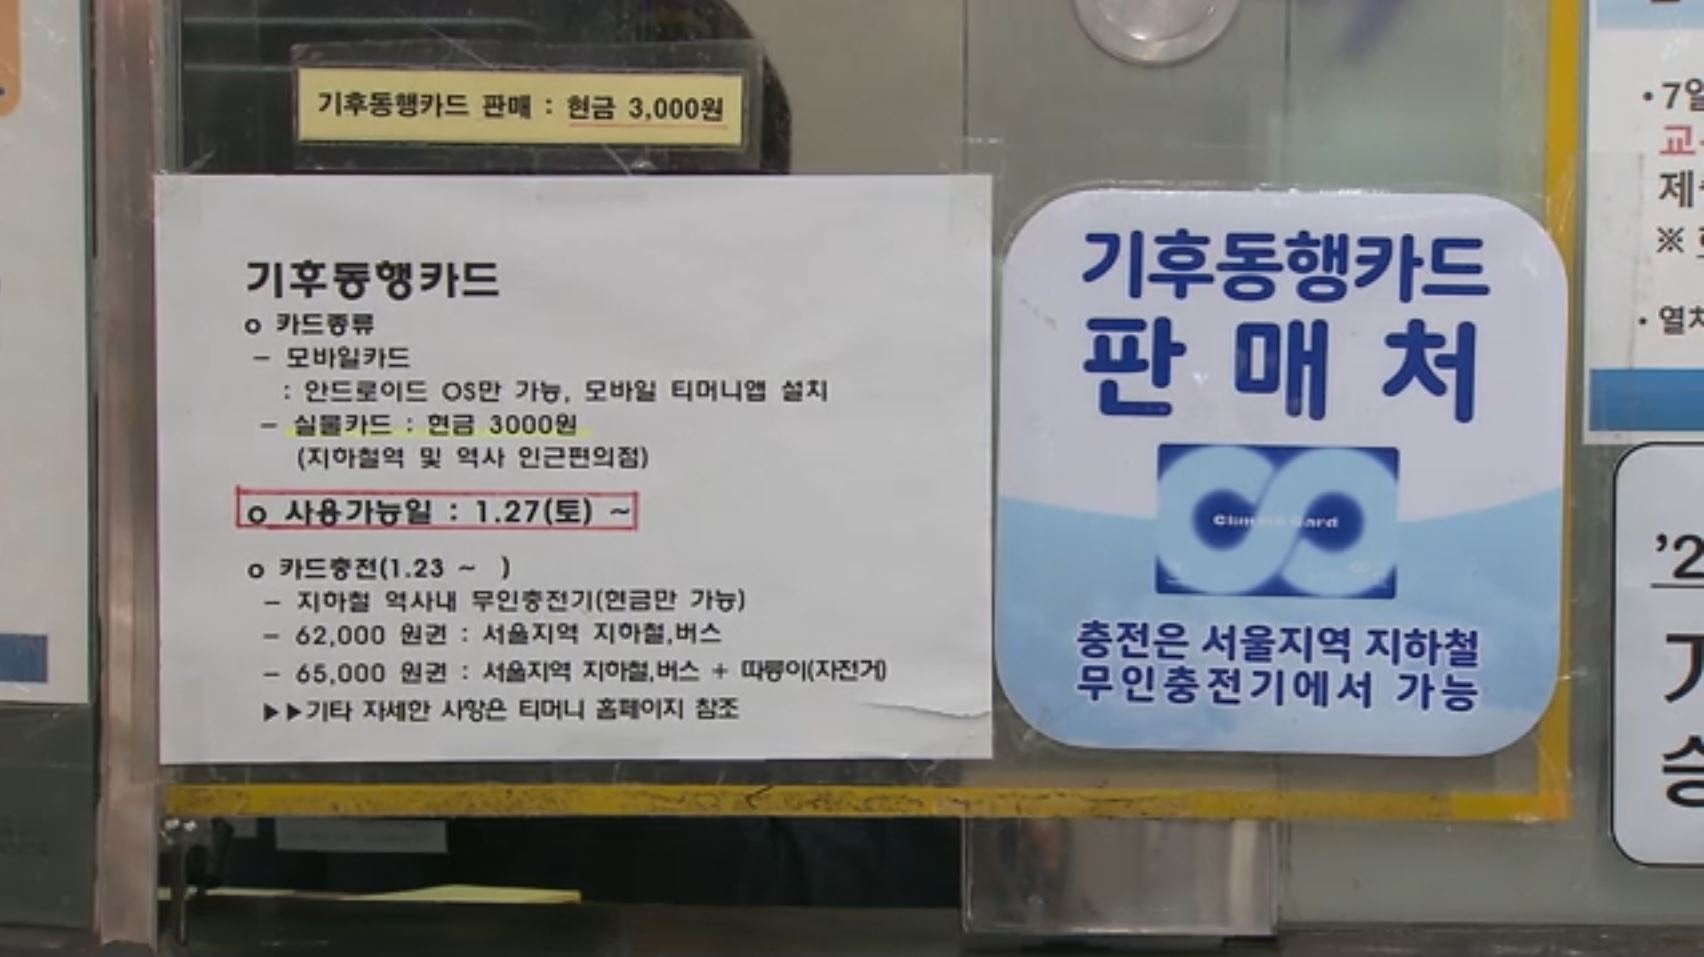 기후동행카드 판매 : 현금 3,000원
기후동행카드
o 카드종류
- 모바일카드
: 안드로이드 OS만 가능, 모바일 티머니앱 설치
- 실물카드 : 현금 3000원
(지하철역 및 역사 인근편의점)
o 사용가능일 : 1.27(토) ~
o 카드충전(1.23 ~ )
- 지하철 역사내 무인충전기(현금만 가능)
- 62,000 원권 : 서울지역 지하철,버스
- 65,000 원권 : 서울지역 지하철,버스 + 따릉이(자전거)
▶▶기타 자세한 사항은 티머니 홈페이지 참조
기후동행카드
판매처
Climate Card
충전은 서울지역 지하철
무인충전기에서 가능
• 7일
※
'2